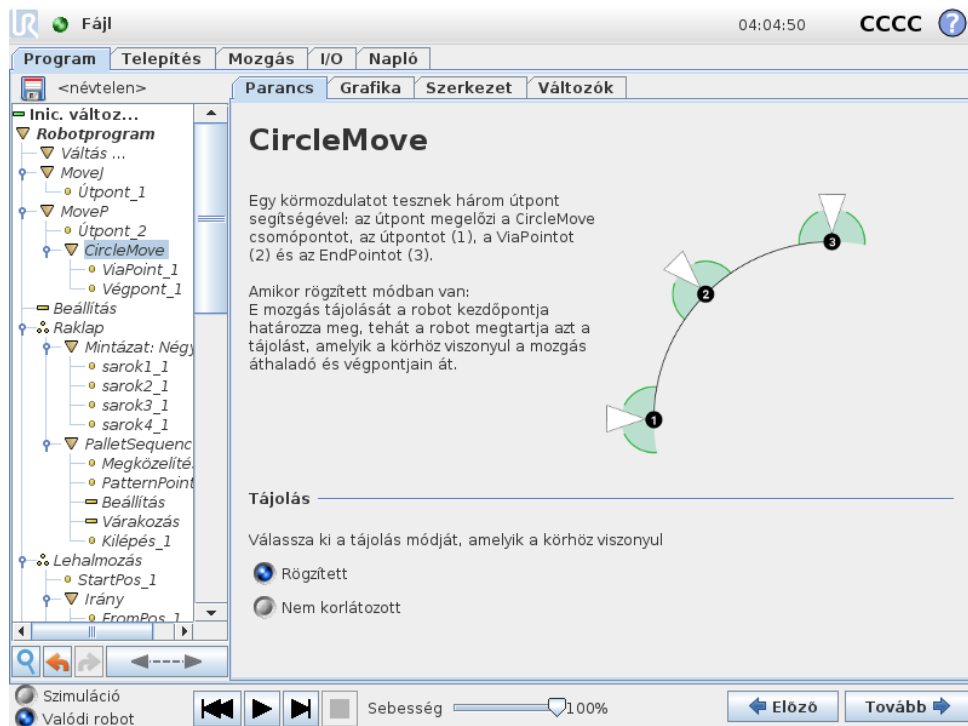 UR Fájl 04:04:50 CCCC ?
Program Telepítés Mozgás I/O Napló
<névtelen>
Parancs Grafika Szerkezet Változók
Inic. változ...
Robotprogram
Váltás ...
MoveJ
Útpont_1
MoveP
Útpont_2
CircleMove
ViaPoint_1
Végpont_1
Beállítás
Raklap
Mintázat: Négy
sarok1_1
sarok2_1
sarok3_1
sarok4_1
PalletSequenc
Megközelíté
PatternPoint
Beállítás
Várakozás
Kilépés_1
Lehalmozás
StartPos_1
Irány
FromPos_1
CircleMove
Egy körmozdulatot tesznek három útpont
segítségével: az útpont megelőzi a CircleMove
csomópontot, az útpontot (1), a ViaPointot
(2) és az EndPointot (3).
Amikor rögzített módban van:
E mozgás tájolását a robot kezdőpontja
határozza meg, tehát a robot megtartja azt a
tájolást, amelyik a körhöz viszonyul a mozgás
áthaladó és végpontjain át.
3
2
1
Tájolás
Válassza ki a tájolás módját, amelyik a körhöz viszonyul
Rögzített
Nem korlátozott
Szimuláció
Valódi robot
Sebesség 100%
Előző Tovább